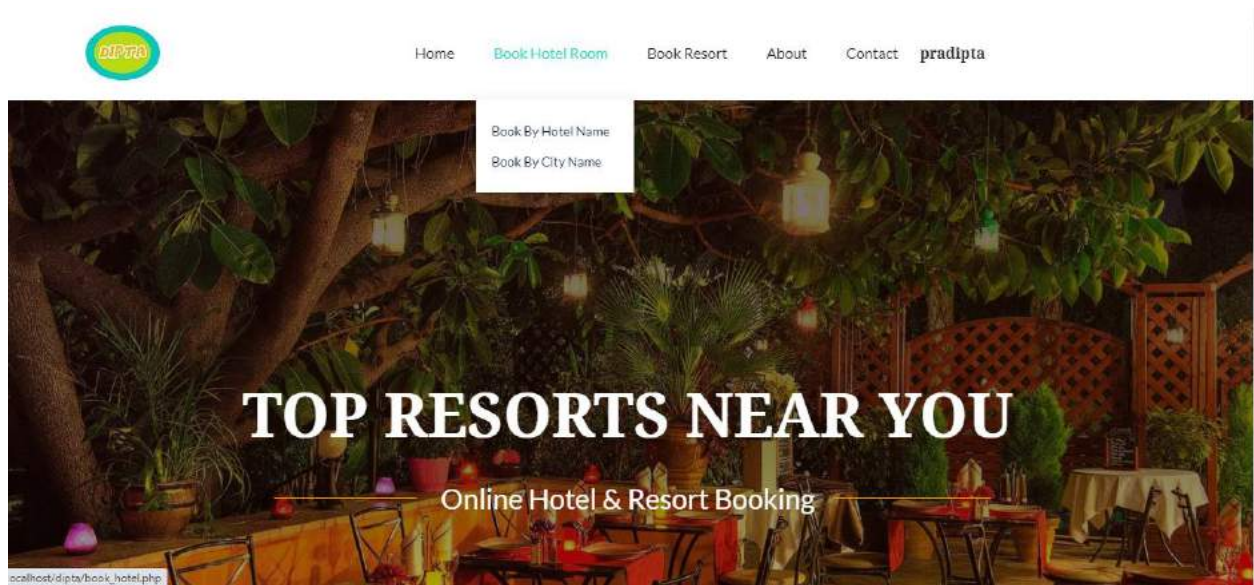 DIPTA
Home Book Hotel Room Book Resort About Contact pradipta
Book By Hotel Name
Book By City Name
TOP RESORTS NEAR YOU
Online Hotel & Resort Booking
ocalhost/dipta/book_hotel.php